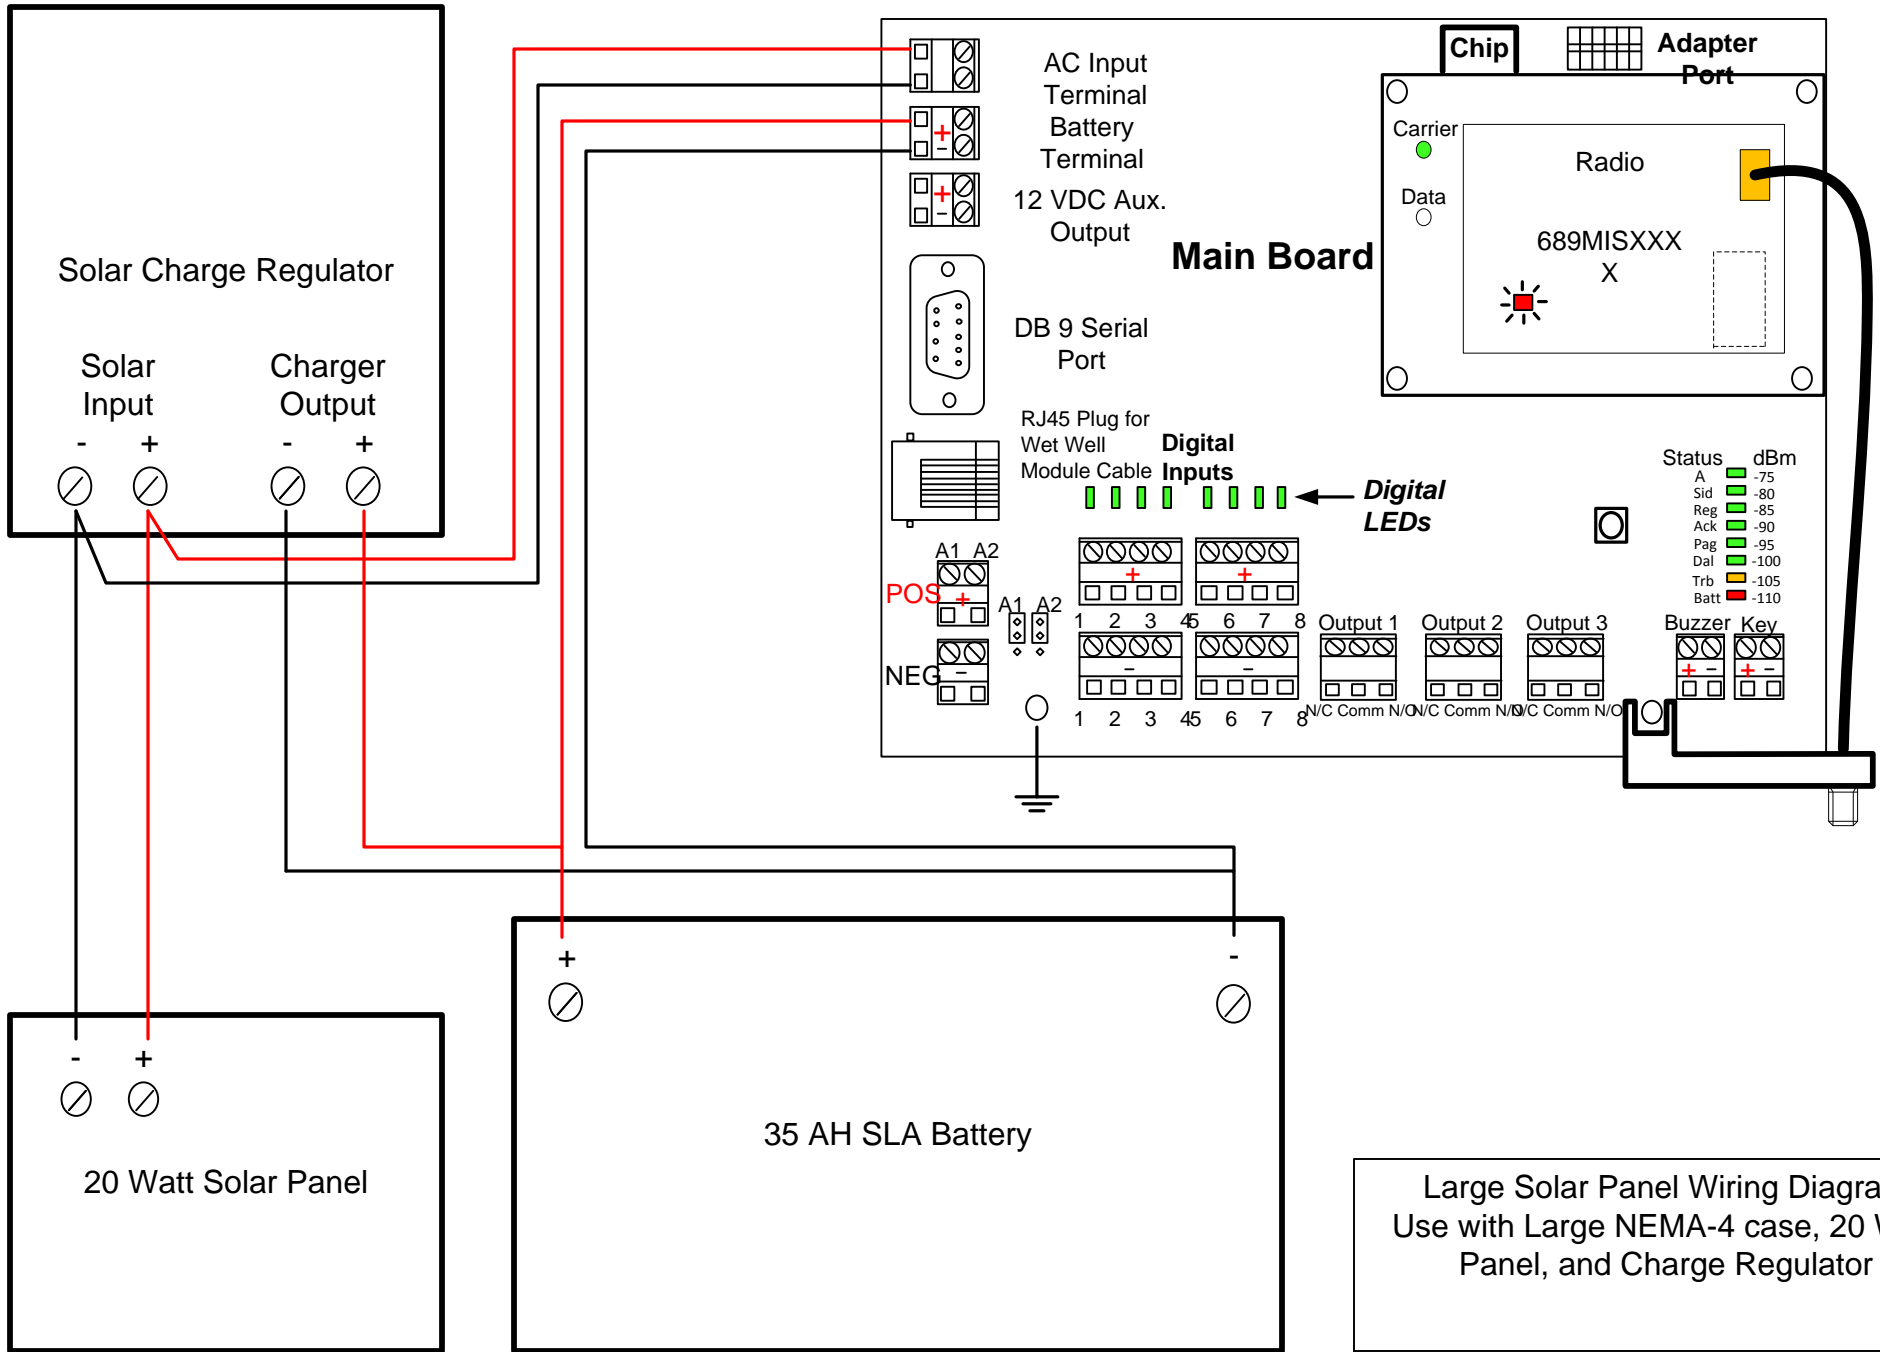 Solar Charge Regulator
Solar
Input
Charger
Output
- + - +
AC Input
Terminal
Battery
Terminal
+
-
12 VDC Aux.
Output
+
-
Main Board
DB 9 Serial
Port
RJ45 Plug for
Wet Well
Module Cable
Digital
Inputs
Digital
LEDs
Chip
Adapter
Port
Carrier
Data
Radio
689MISXXX
X
Status dBm
A -75
Sid -80
Reg -85
Ack -90
Pag -95
Dal -100
Trb -105
Batt -110
A1 A2
POS
+
A1 A2
NEG
-
+ +
1 2 3 4 5 6 7 8
- -
1 2 3 4 5 6 7 8
Output 1 Output 2 Output 3
N/C Comm N/O N/C Comm N/O N/C Comm N/O
Buzzer Key
+ - + -
+ -
35 AH SLA Battery
- +
20 Watt Solar Panel
Large Solar Panel Wiring Diagra
Use with Large NEMA-4 case, 20
Panel, and Charge Regulator